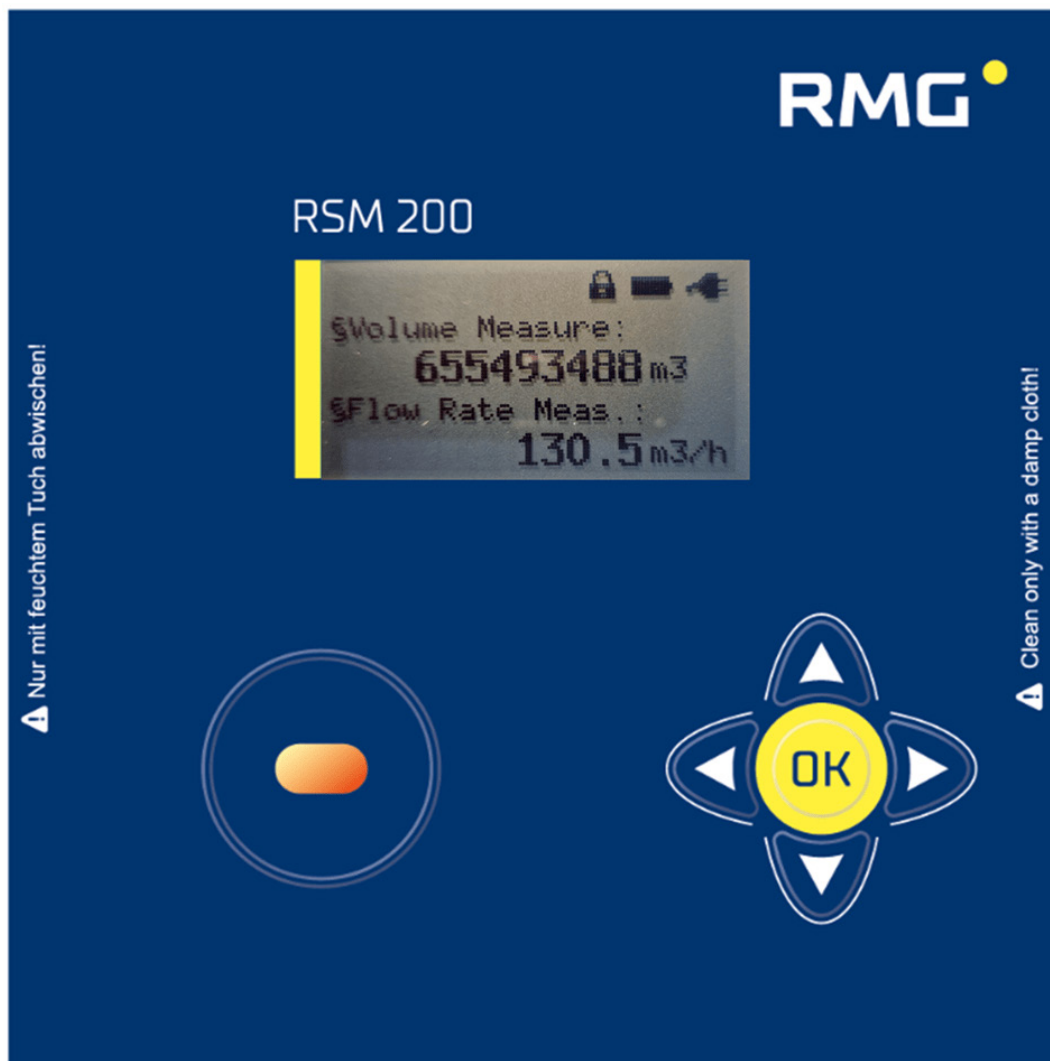 RMG
RSM 200
§Volume Measure:
655493488 m3
§Flow Rate Meas.:
130.5 m3/h
Nur mit feuchtem Tuch abwischen!
Clean only with a damp cloth!
OK